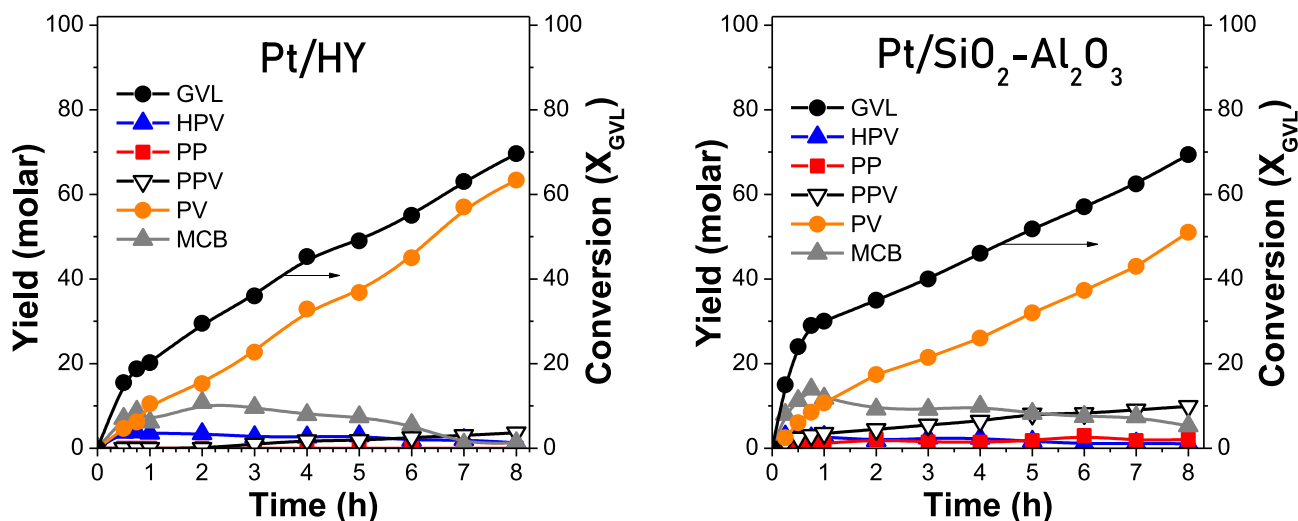 Pt/HY
Yield (molar)
100
80
60
40
20
0
GVL
HPV
PP
PPV
PV
MCB
100
80
60
40
20
0
Conversion (X_GVL)
0 1 2 3 4 5 6 7 8
Time (h)
Pt/SiO₂-Al₂O₃
Yield (molar)
100
80
60
40
20
0
GVL
HPV
PP
PPV
PV
MCB
100
80
60
40
20
0
Conversion (X_GVL)
0 1 2 3 4 5 6 7 8
Time (h)